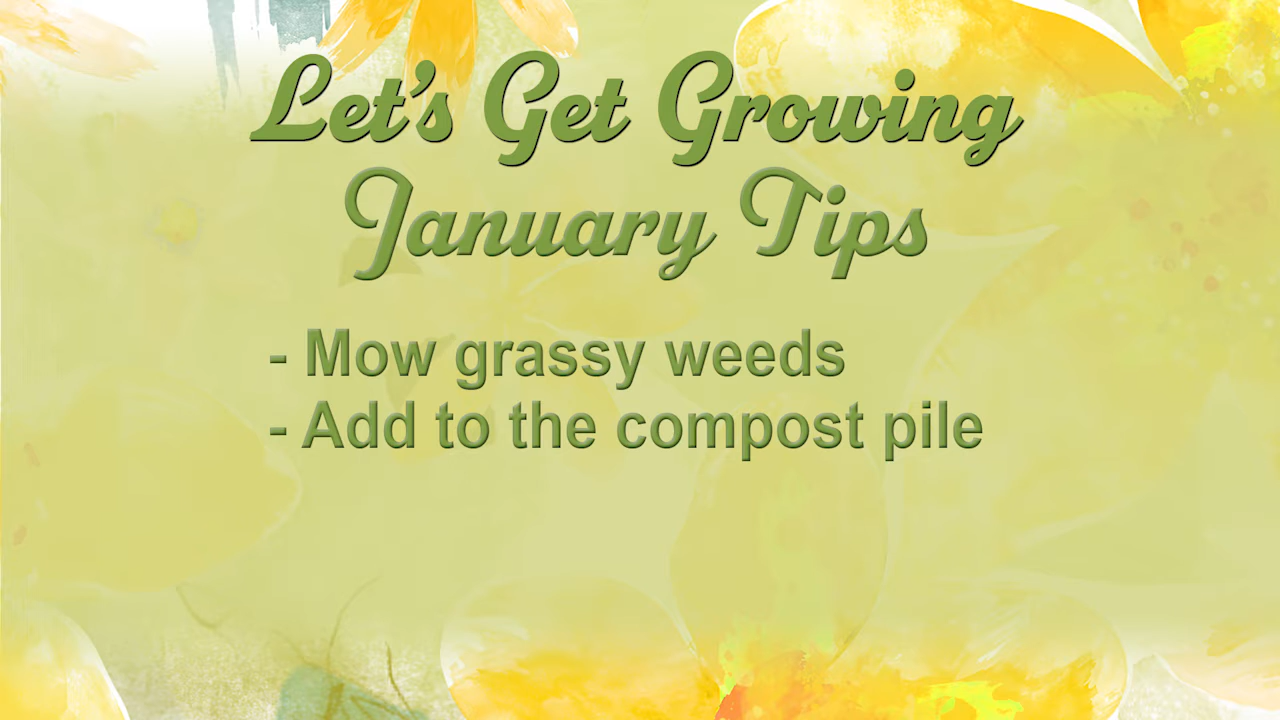 Let's Get Growing
January Tips
- Mow grassy weeds
- Add to the compost pile